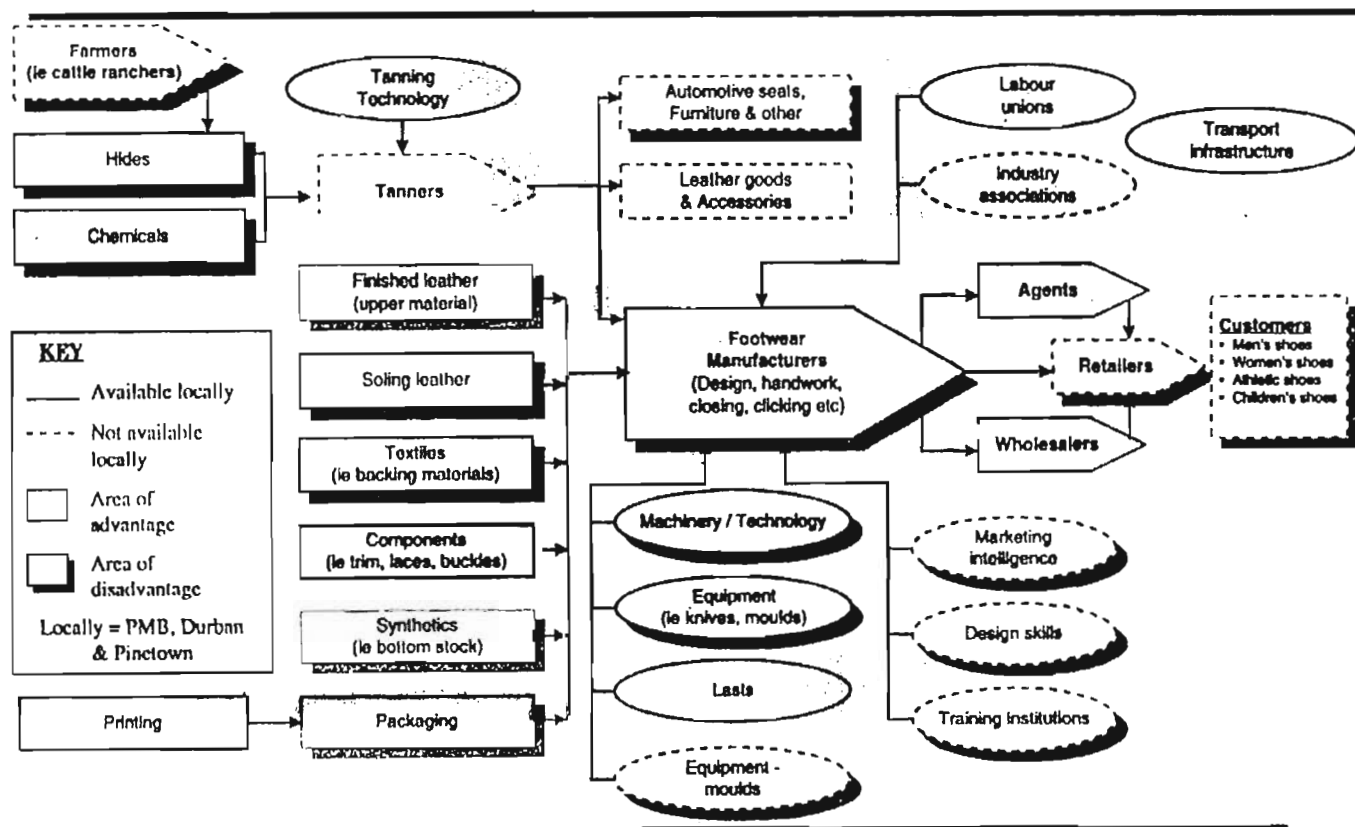 Farmers
(ie cattle ranchers)
Hides
Chemicals
Tanning
Technology
Tanners
Automotive seats,
Furniture & other
Leather goods
& Accessories
Labour
unions
Industry
associations
Transport
infrastructure
Finished leather
(upper material)
Soling leather
Textiles
(ie backing materials)
Components
(ie trim, laces, buckles)
Synthetics
(ie bottom stock)
Printing
Packaging
Footwear
Manufacturers
(Design, handwork,
closing, clicking etc)
Agents
Retailers
Wholesalers
Customers
• Men's shoes
• Women's shoes
• Athletic shoes
• Children's shoes
Machinery / Technology
Equipment
(ie knives, moulds)
Lasts
Equipment -
moulds
Marketing
intelligence
Design skills
Training Institutions
KEY
Available locally
Not available
locally
Area of
advantage
Area of
disadvantage
Locally = PMB, Durban
& Pinetown